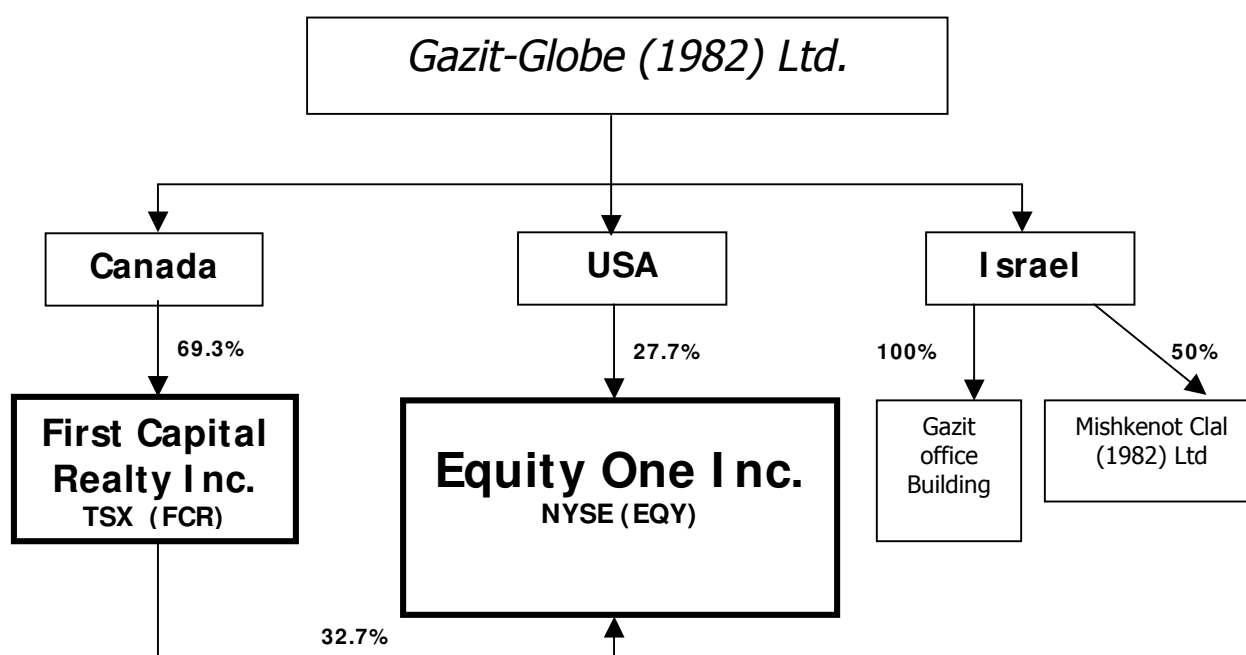 Gazit-Globe (1982) Ltd.
Canada
USA
Israel
69.3%
27.7%
100%
50%
First Capital
Realty Inc.
TSX (FCR)
Equity One Inc.
NYSE (EQY)
Gazit
office
Building
Mishkenot Clal
(1982) Ltd
32.7%